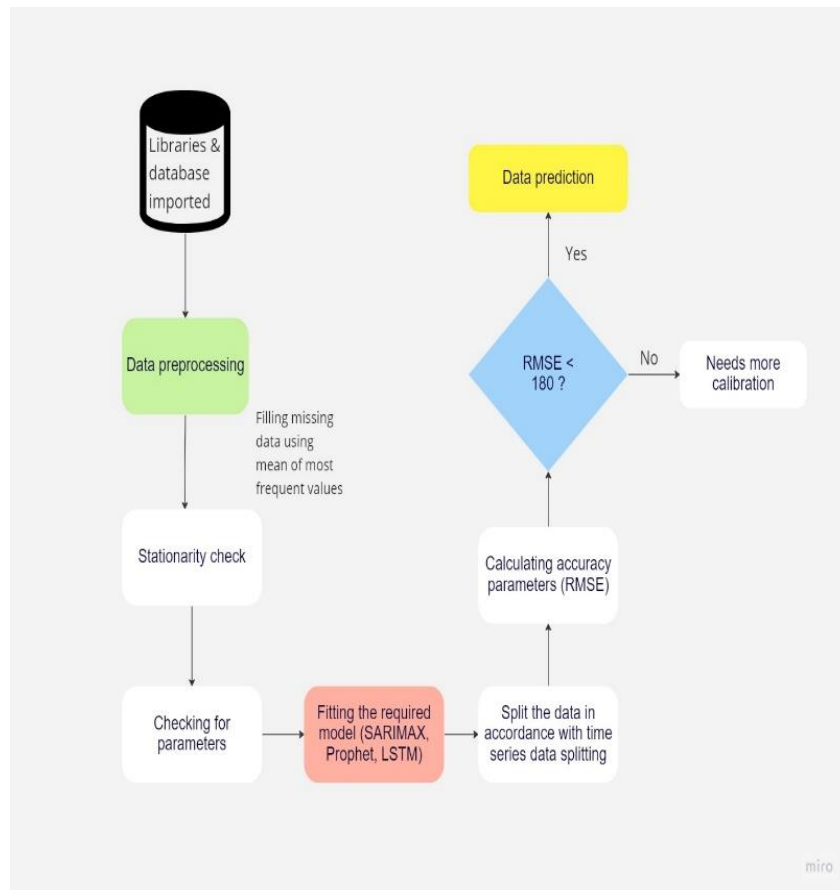 Libraries &
database
imported
Data preprocessing
Filling missing
data using
mean of most
frequent values
Stationarity check
Checking for
parameters
Fitting the required
model (SARIMAX,
Prophet, LSTM)
Split the data in
accordance with time
series data splitting
Calculating accuracy
parameters (RMSE)
RMSE <
180 ?
Yes
Data prediction
No
Needs more
calibration
miro